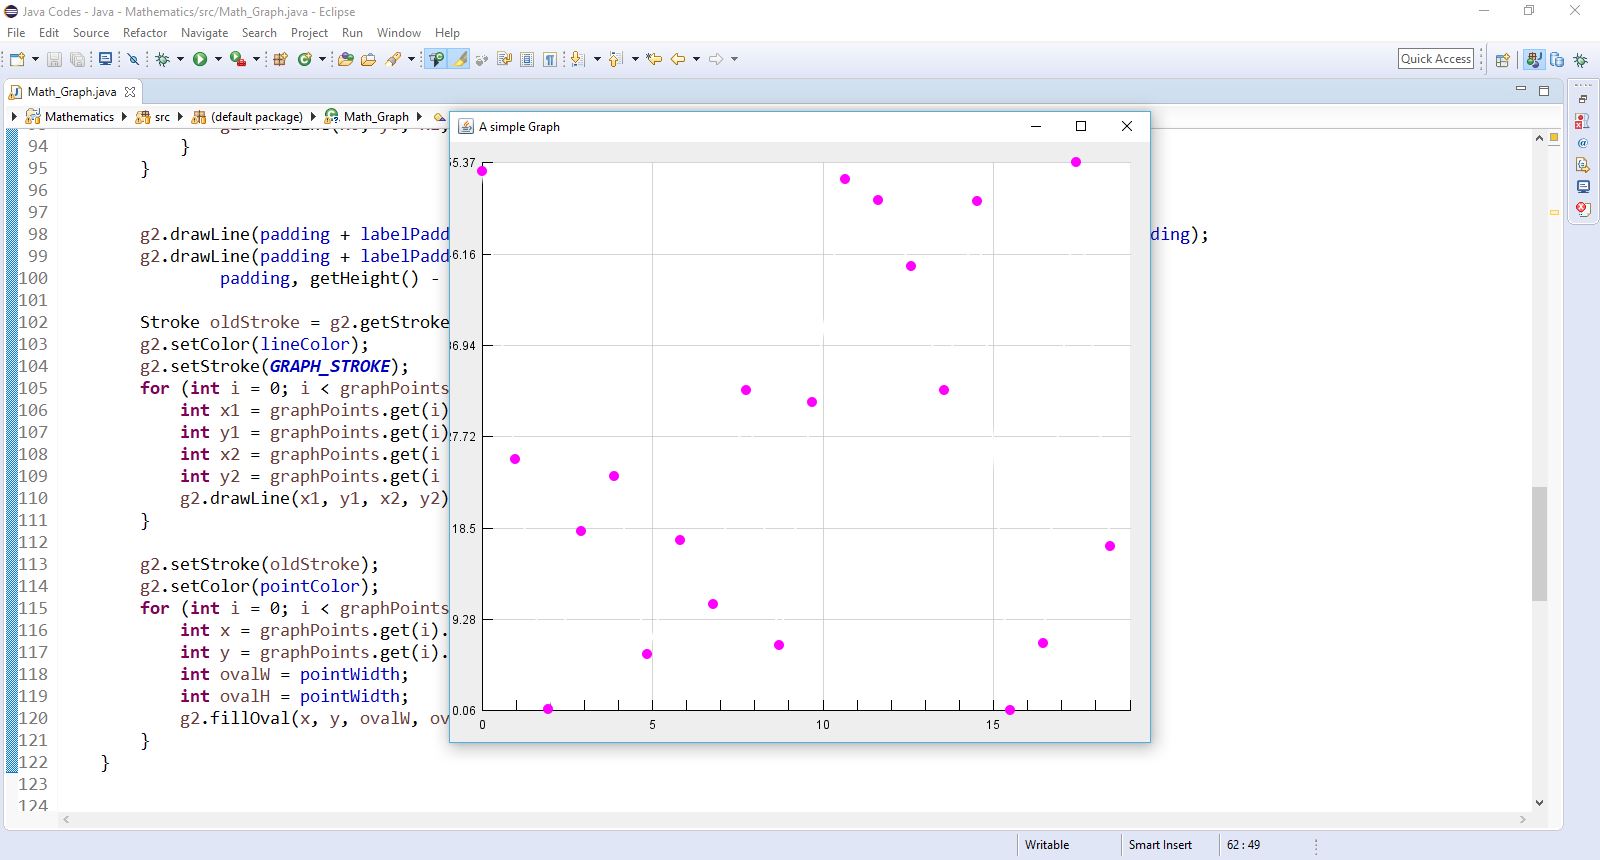 Java Codes - Java - Mathematics/src/Math_Graph.java - Eclipse
File Edit Source Refactor Navigate Search Project Run Window Help
Quick Access
Math_Graph.java
Mathematics src (default package) Math_Graph
A simple Graph
94 }
95 }
96
97
98 g2.drawLine(padding + labelPadd
ding);
99 g2.drawLine(padding + labelPadd
100 padding, getHeight() -
101
102 Stroke oldStroke = g2.getStroke
103 g2.setColor(lineColor);
104 g2.setStroke(GRAPH_STROKE);
105 for (int i = 0; i < graphPoints
106 int x1 = graphPoints.get(i)
107 int y1 = graphPoints.get(i)
108 int x2 = graphPoints.get(i
109 int y2 = graphPoints.get(i
110 g2.drawLine(x1, y1, x2, y2)
111 }
112
113 g2.setStroke(oldStroke);
114 g2.setColor(pointColor);
115 for (int i = 0; i < graphPoints
116 int x = graphPoints.get(i).
117 int y = graphPoints.get(i).
118 int ovalW = pointWidth;
119 int ovalH = pointWidth;
120 g2.fillOval(x, y, ovalW, ov
121 }
122 }
123
124
55.37
46.16
36.94
27.72
18.5
9.28
0.06
0 5 10 15
Writable Smart Insert 62 : 49